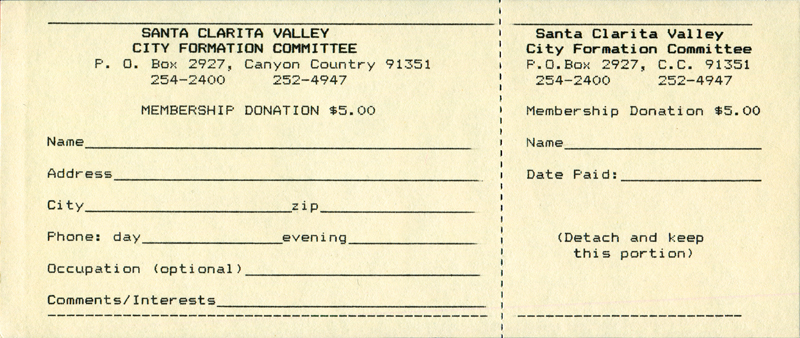 SANTA CLARITA VALLEY
CITY FORMATION COMMITTEE
P. O. Box 2927, Canyon Country 91351
254-2400 252-4947
MEMBERSHIP DONATION $5.00
Name
Address
City zip
Phone: day evening
Occupation (optional)
Comments/Interests
Santa Clarita Valley
City Formation Committee
P.O.Box 2927, C.C. 91351
254-2400 252-4947
Membership Donation $5.00
Name
Date Paid:
(Detach and keep
this portion)